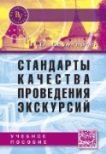 СТАНДАРТЫ
КАЧЕСТВА
ПРОВЕДЕНИЯ
ЭКСКУРСИЙ
УЧЕБНОЕ
ПОСОБИЕ